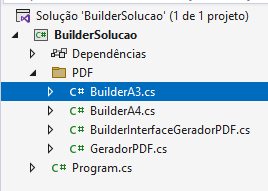 Solução 'BuilderSolucao' (1 de 1 projeto)
BuilderSolucao
Dependências
PDF
C# BuilderA3.cs
C# BuilderA4.cs
C# BuilderInterfaceGeradorPDF.cs
C# GeradorPDF.cs
C# Program.cs